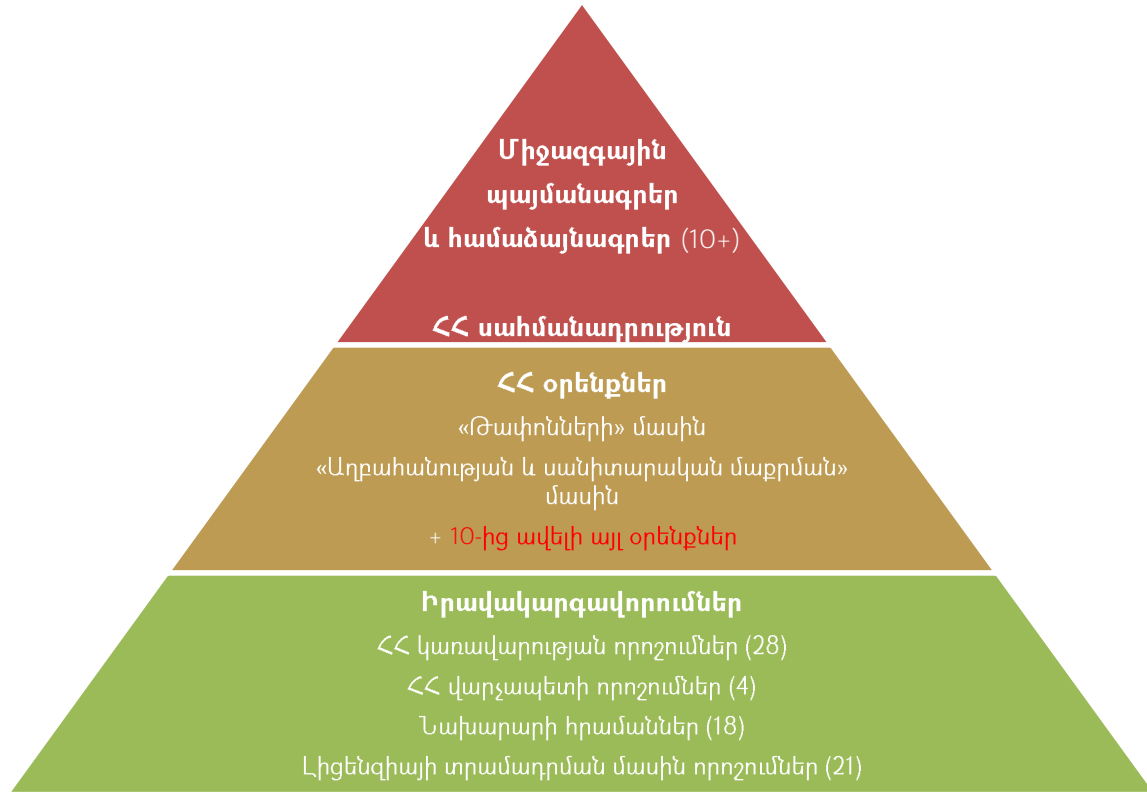 Միջազգային
պայմանագրեր
և համաձայնագրեր (10+)
ՀՀ սահմանադրություն
ՀՀ օրենքներ
«Թափոնների» մասին
«Աղբահանության և սանիտարական մաքրման»
մասին
+ 10-ից ավելի այլ օրենքներ
Իրավակարգավորումներ
ՀՀ կառավարության որոշումներ (28)
ՀՀ վարչապետի որոշումներ (4)
Նախարարի հրամաններ (18)
Լիցենզիայի տրամադրման մասին որոշումներ (21)